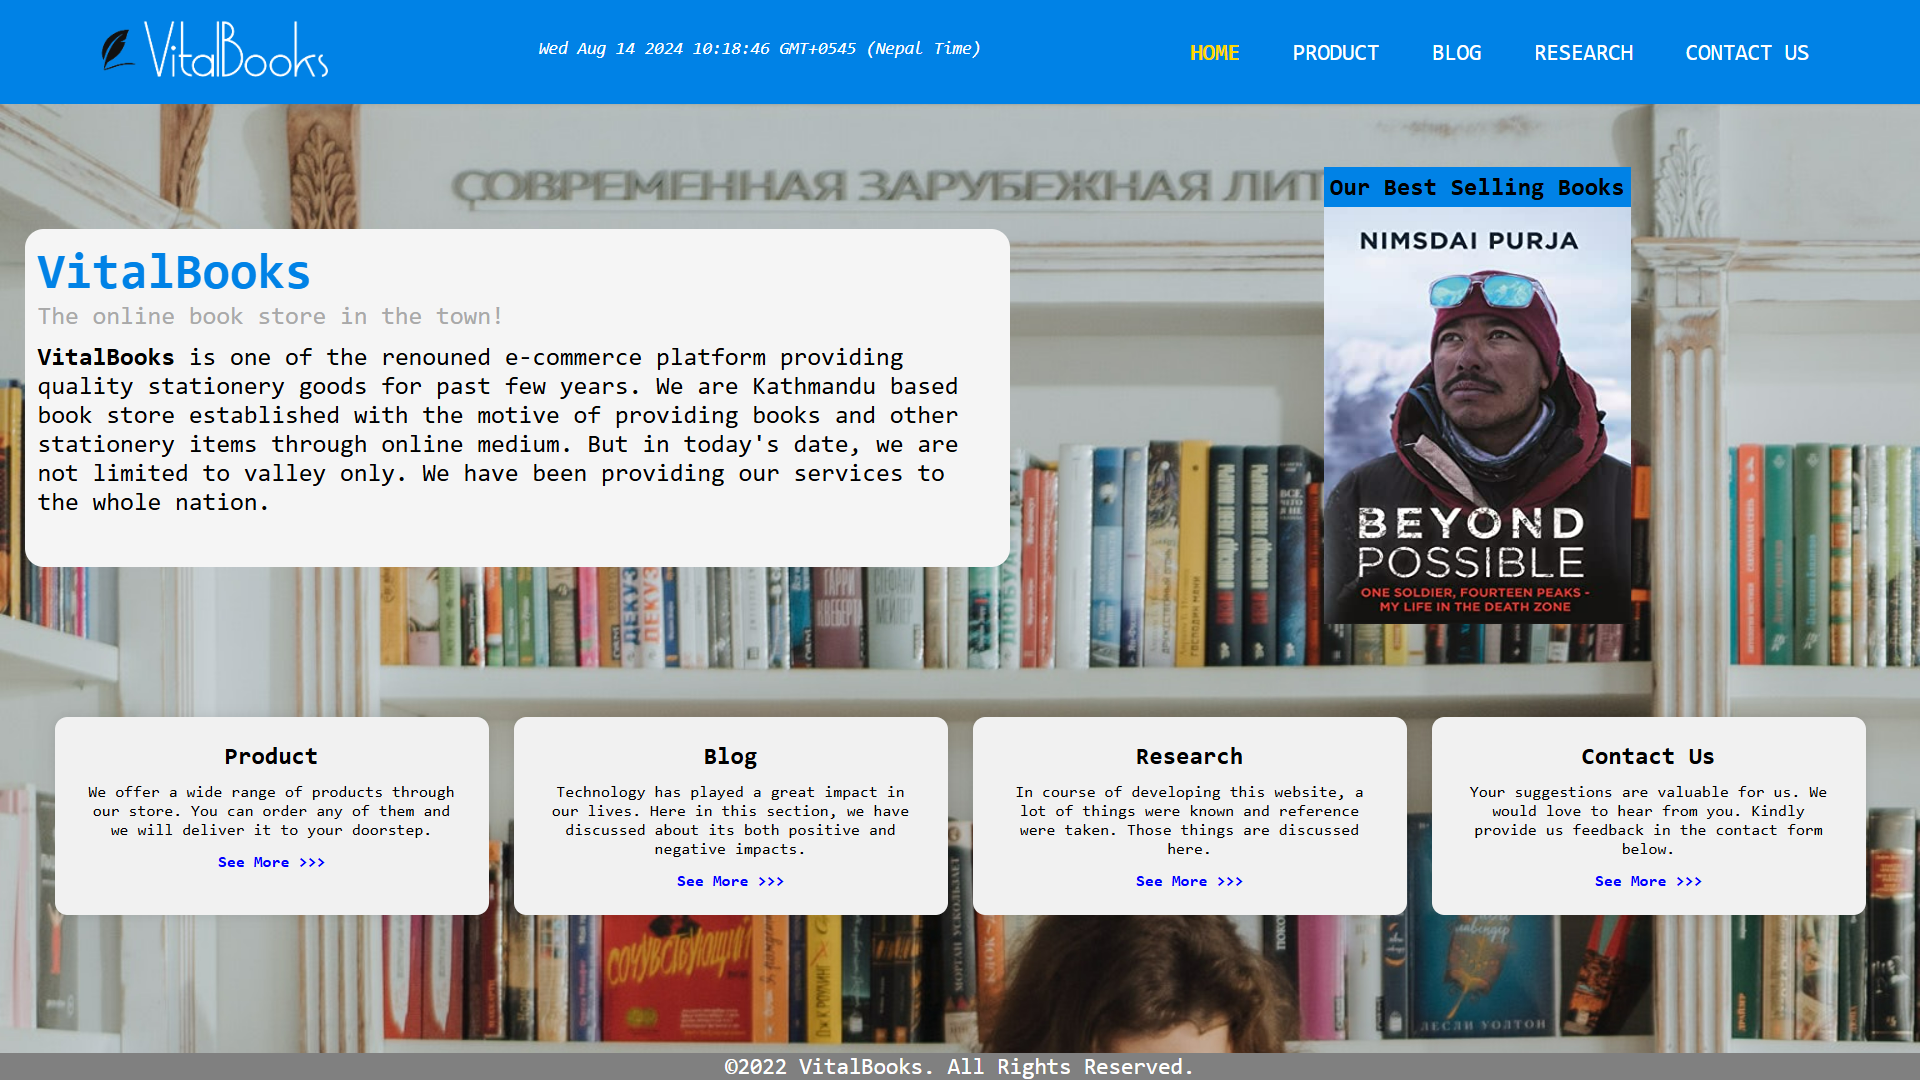 VitalBooks
Wed Aug 14 2024 10:18:46 GMT+0545 (Nepal Time)
HOME
PRODUCT
BLOG
RESEARCH
CONTACT US
СОВРЕМЕННАЯ ЗАРУБЕЖНАЯ ЛИТ
Our Best Selling Books
NIMSDAI PURJA
BEYOND
POSSIBLE
ONE SOLDIER, FOURTEEN PEAKS -
MY LIFE IN THE DEATH ZONE
VitalBooks
The online book store in the town!
VitalBooks is one of the renouned e-commerce platform providing
quality stationery goods for past few years. We are Kathmandu based
book store established with the motive of providing books and other
stationery items through online medium. But in today's date, we are
not limited to valley only. We have been providing our services to
the whole nation.
ГАРРИ
КВЕБЕРТА
СТЕФАНИ
Product
We offer a wide range of products through
our store. You can order any of them and
we will deliver it to your doorstep.
See More >>>
Blog
Technology has played a great impact in
our lives. Here in this section, we have
discussed about its both positive and
negative impacts.
See More >>>
Research
In course of developing this website, a
lot of things were known and reference
were taken. Those things are discussed
here.
See More >>>
Contact Us
Your suggestions are valuable for us. We
would love to hear from you. Kindly
provide us feedback in the contact form
below.
See More >>>
СОЧУВСТВУЮЩИЙ
ЛЕСЛИ УОЛТОН
©2022 VitalBooks. All Rights Reserved.